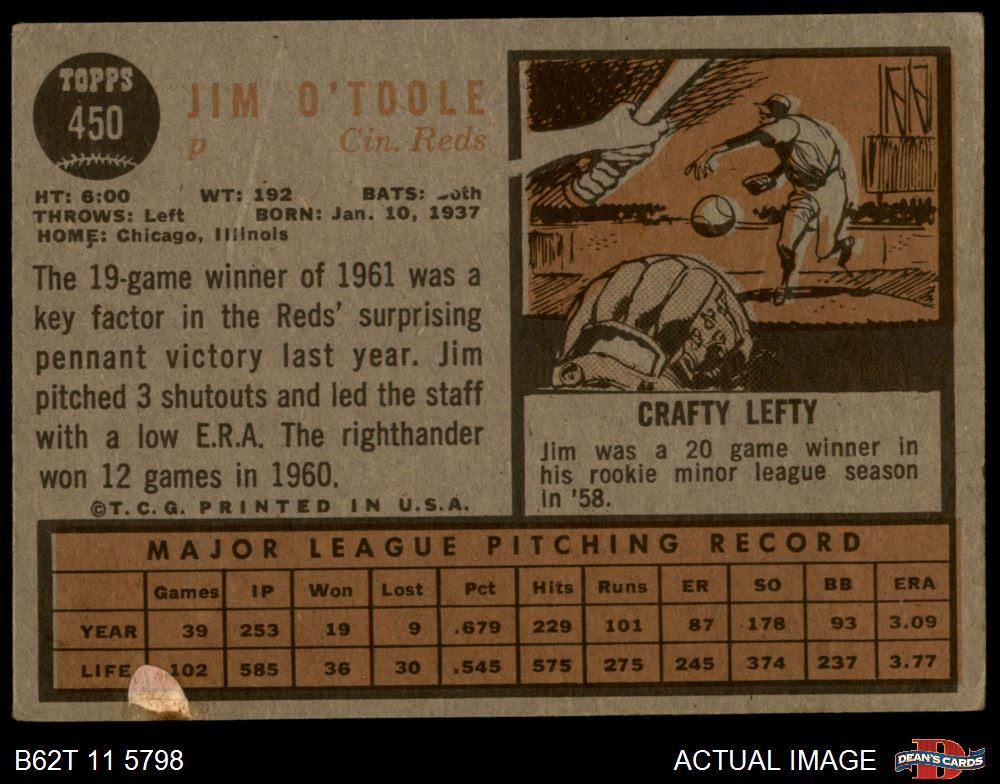 TOPPS
450
JIM O'TOOLE
p Cin. Reds
HT: 6:00 WT: 192 BATS: oth
THROWS: Left BORN: Jan. 10, 1937
HOME: Chicago, Illinois
The 19-game winner of 1961 was a
key factor in the Reds' surprising
pennant victory last year. Jim
pitched 3 shutouts and led the staff
with a low E.R.A. The righthander
won 12 games in 1960.
©T.C.G. PRINTED IN U.S.A.
CRAFTY LEFTY
Jim was a 20 game winner in
his rookie minor league season
in '58.
MAJOR LEAGUE PITCHING RECORD
Games IP Won Lost Pct Hits Runs ER SO BB ERA
YEAR 39 253 19 9 .679 229 101 87 178 93 3.09
LIFE 102 585 36 30 .545 575 275 245 374 237 3.77
B62T 11 5798
ACTUAL IMAGE
D
DEAN'S CARDS